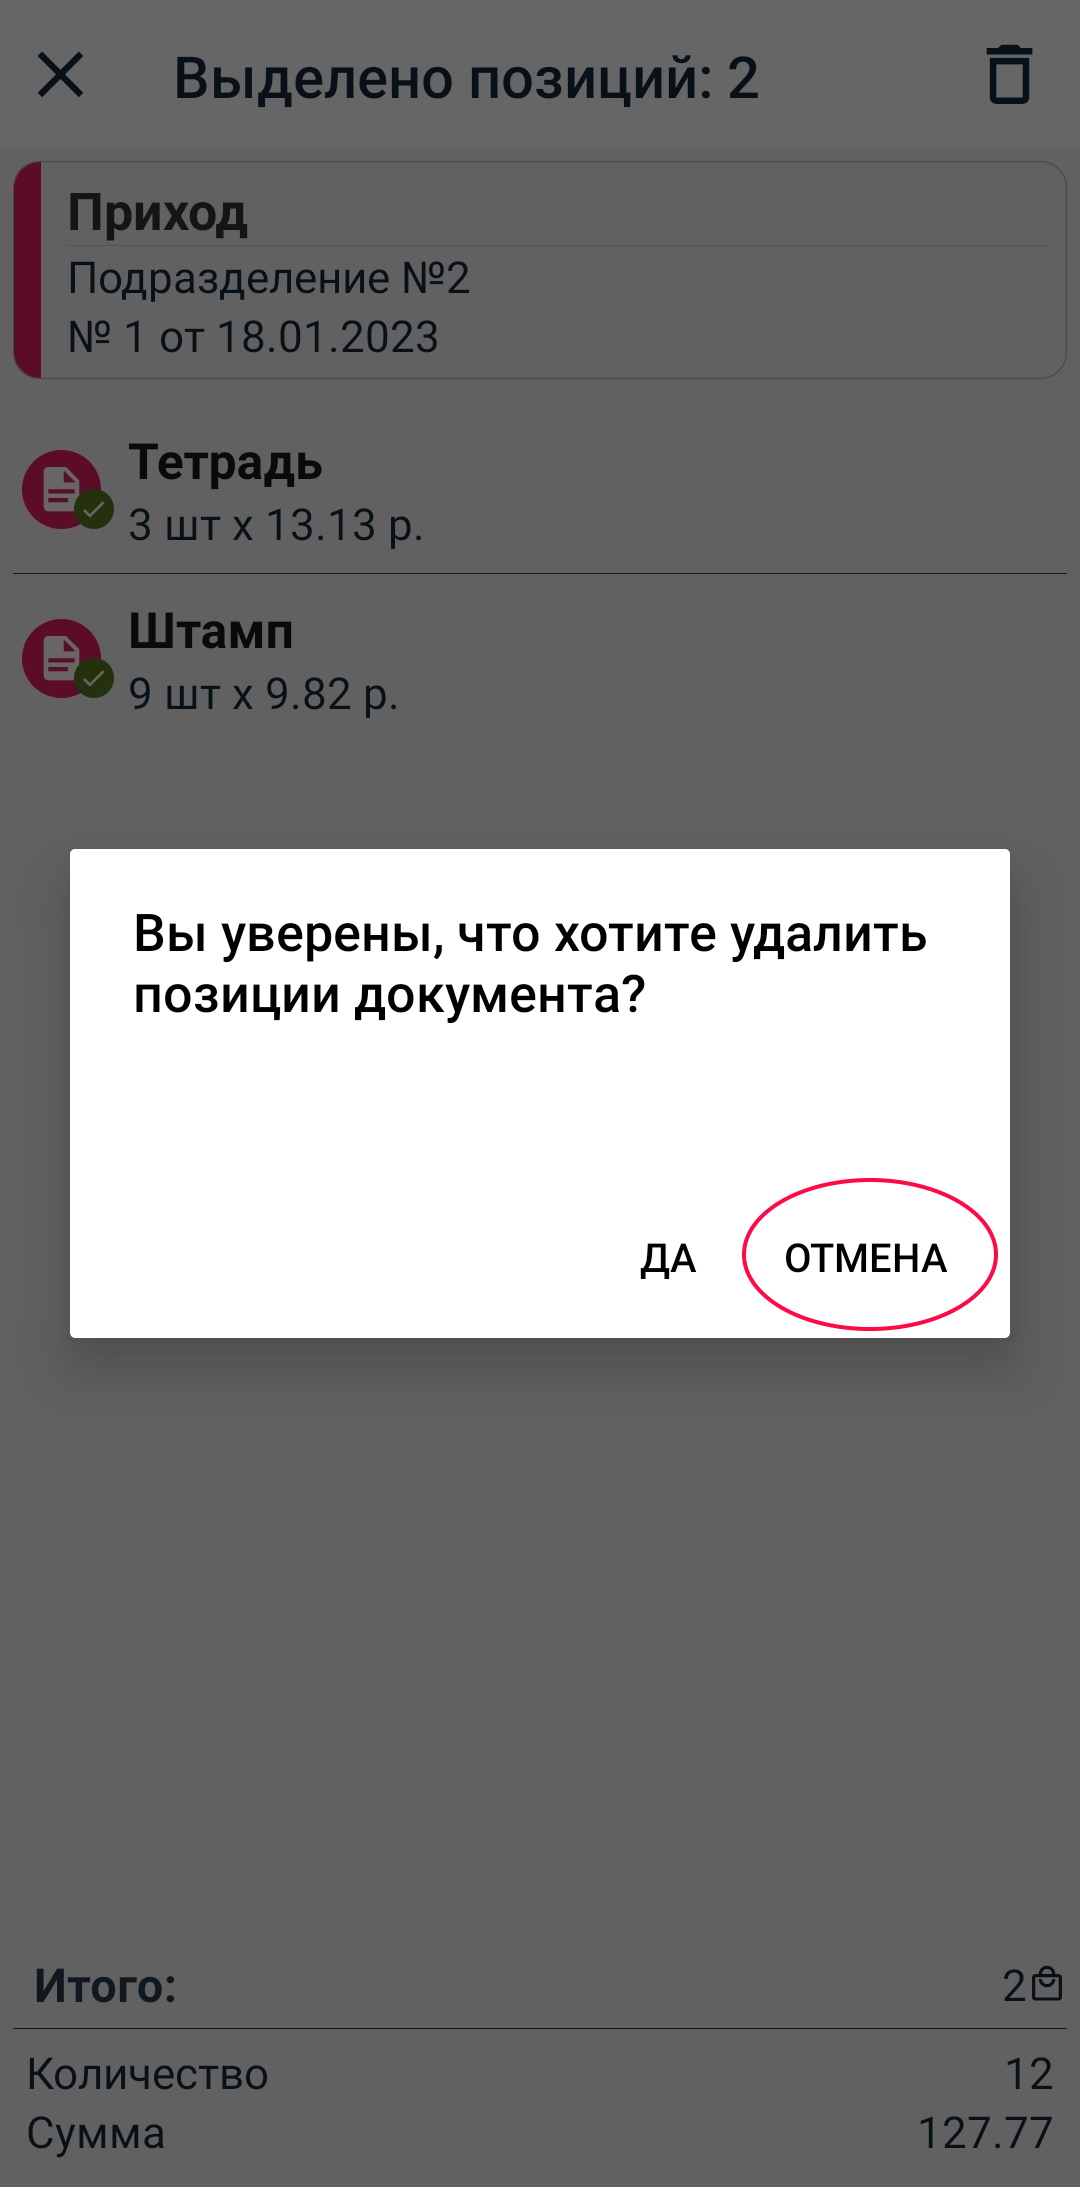 Выделено позиций: 2
Приход
Подразделение №2
№ 1 от 18.01.2023
Тетрадь
3 шт x 13.13 р.
Штамп
9 шт x 9.82 р.
Вы уверены, что хотите удалить
позиции документа?
ДА ОТМЕНА
Итого: 2
Количество 12
Сумма 127.77